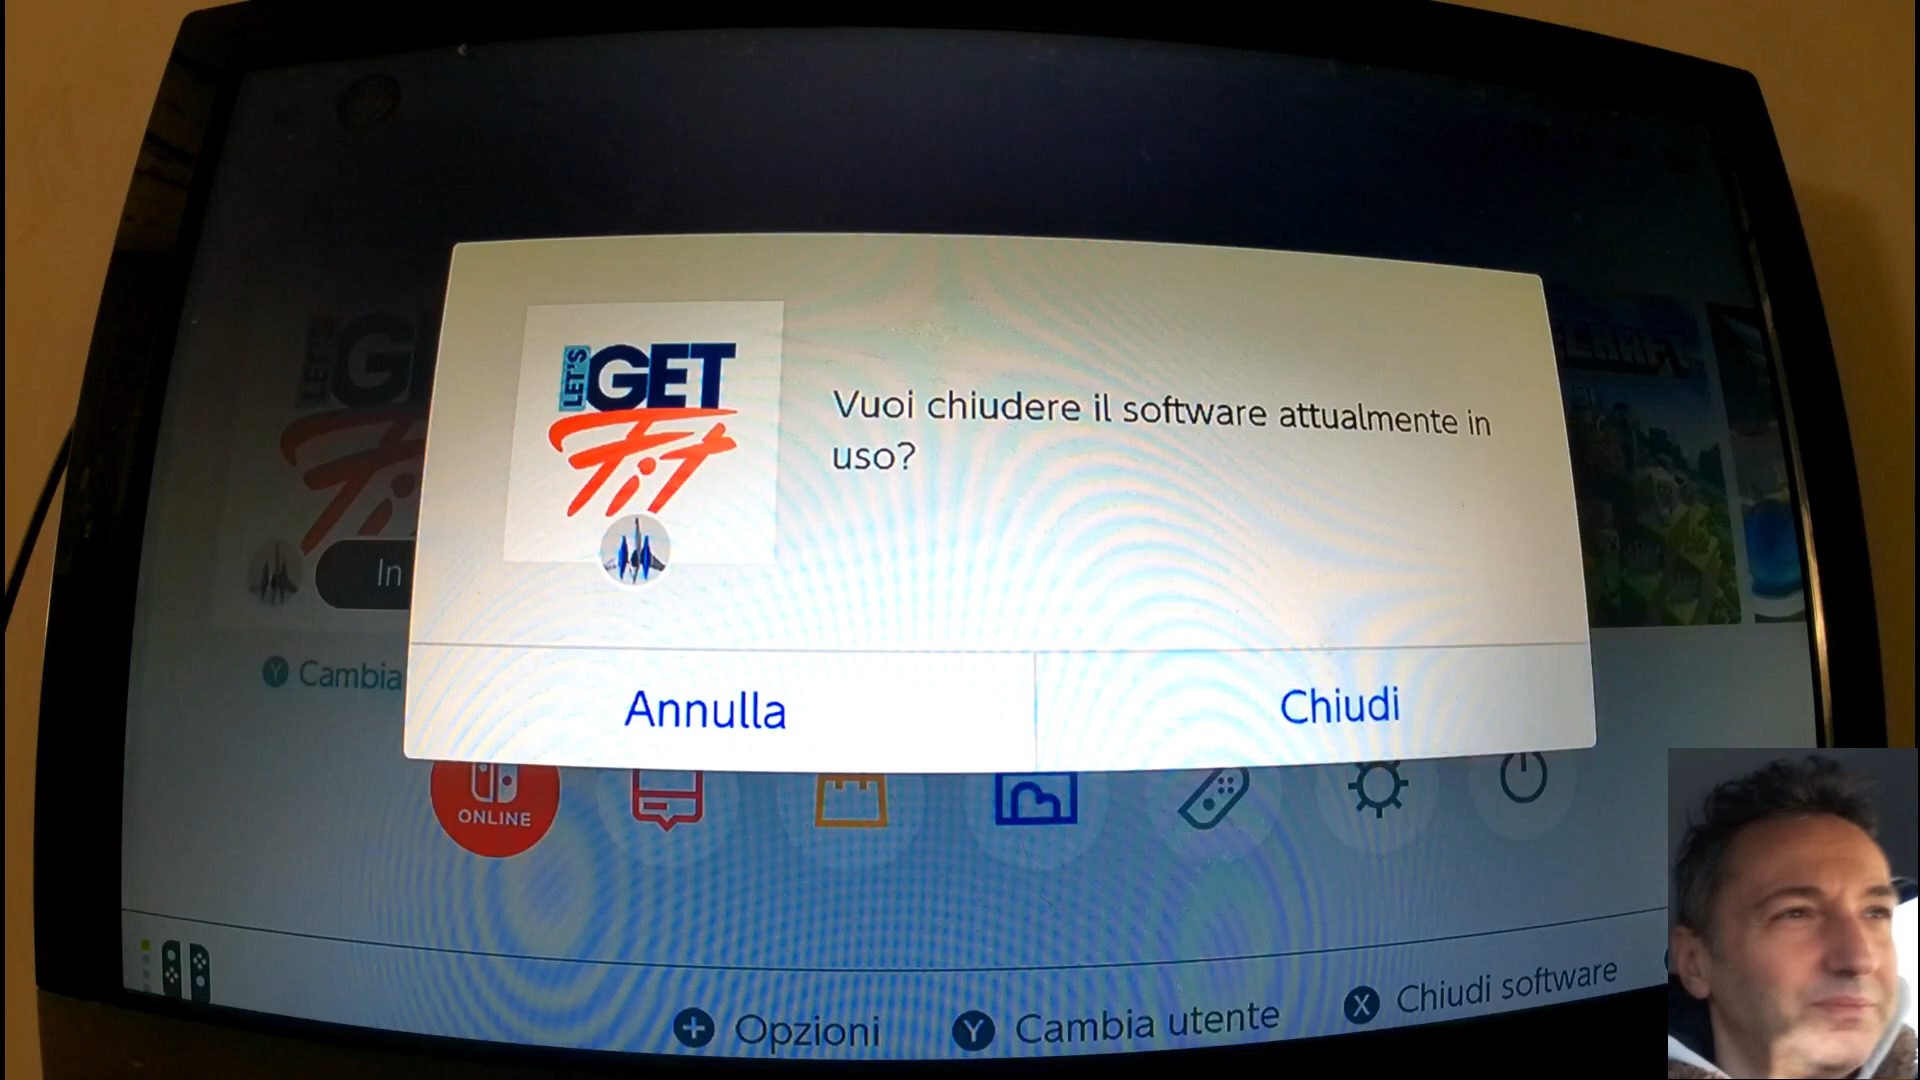 LET'S GET
Fit
Vuoi chiudere il software attualmente in
uso?
In
Y Cambia
Annulla
Chiudi
ONLINE
+ Opzioni
Y Cambia utente
X Chiudi software